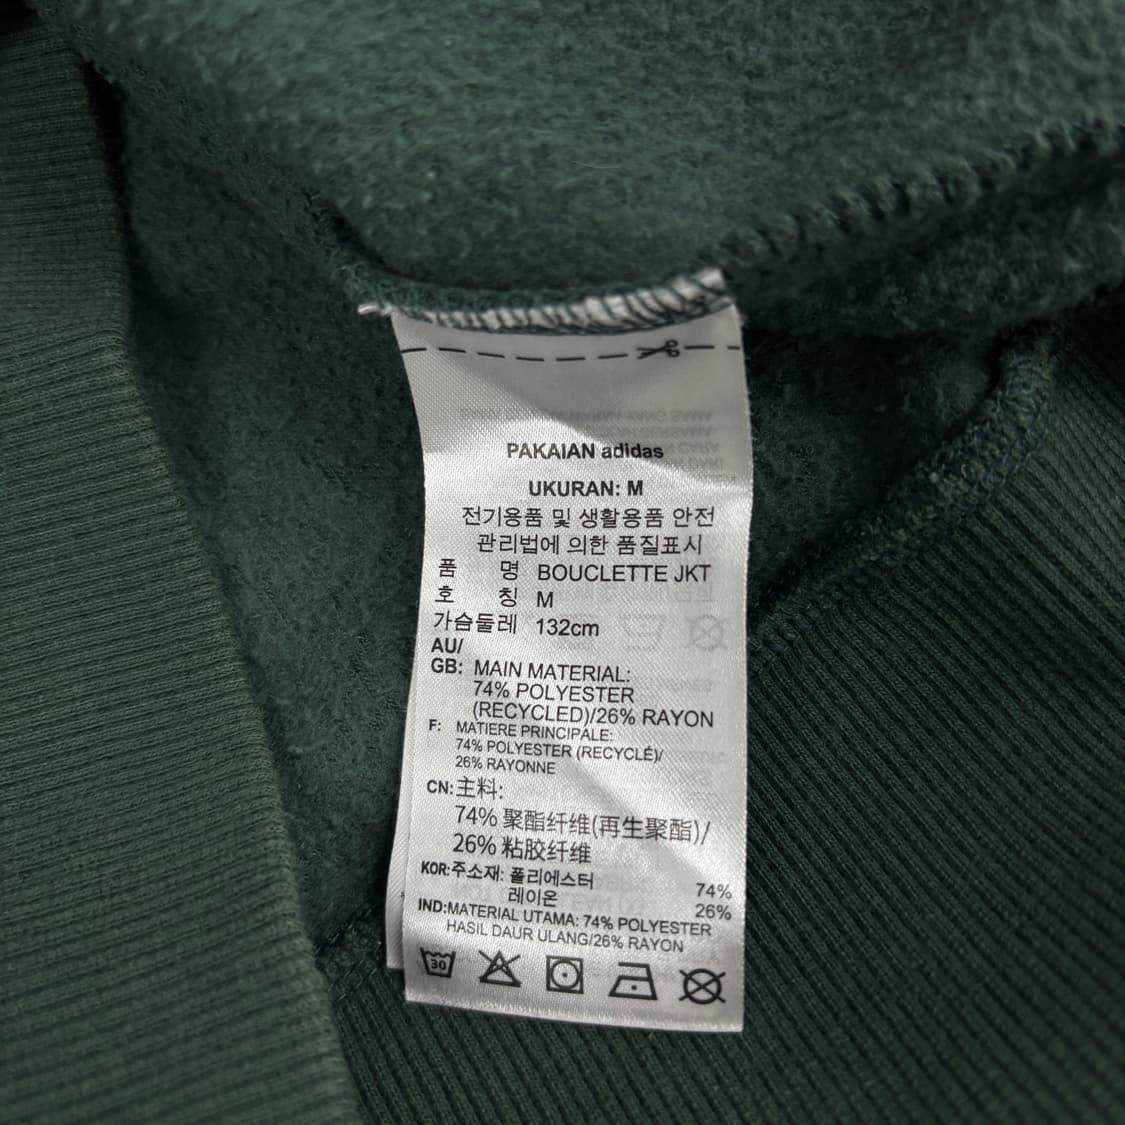 PAKAIAN adidas
UKURAN: M
전기용품 및 생활용품 안전
관리법에 의한 품질표시
품 명 BOUCLETTE JKT
호 칭 M
가슴둘레 132cm
AU/
GB: MAIN MATERIAL:
74% POLYESTER
(RECYCLED)/26% RAYON
F: MATIERE PRINCIPALE:
74% POLYESTER (RECYCLÉ)/
26% RAYONNE
CN:主料:
74% 聚酯纤维(再生聚酯)/
26% 粘胶纤维
KOR:주소재: 폴리에스터 74%
레이온 26%
IND:MATERIAL UTAMA: 74% POLYESTER
HASIL DAUR ULANG/26% RAYON
30